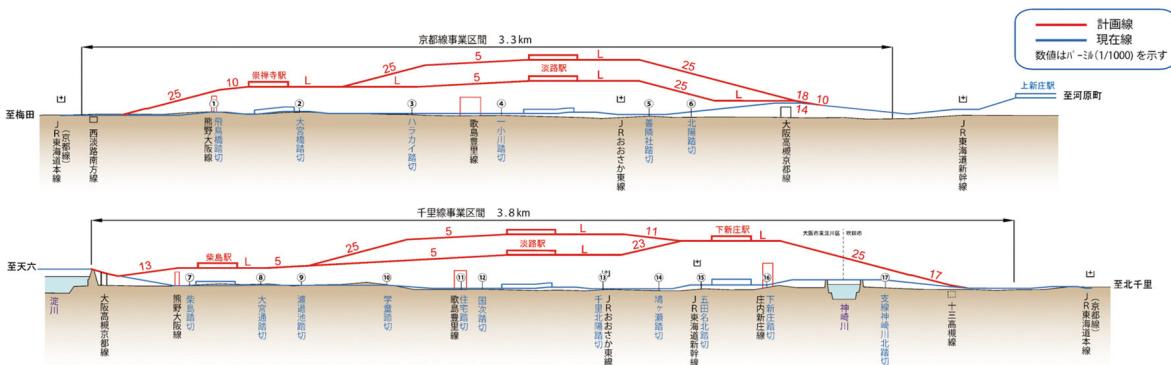 計画線
現在線
数値はパーミル(1/1000) を示す
京都線事業区間 3.3km
崇禅寺駅
淡路駅
上新庄駅
25
10
L
25
L
5
5
L
L
25
25
L
18
10
14
至梅田
至河原町
JR東海道本線
(京都線)
西淡路南方線
①
飛鳥橋踏切
熊野大阪線
②
大宮橋踏切
③
ハラカイ踏切
歌島豊里線
④
小川踏切
JRおおさか東線
⑤
善隣社踏切
⑥
北陽踏切
大阪高槻京都線
JR東海道新幹線
千里線事業区間 3.8km
柴島駅
淡路駅
下新庄駅
大阪市東淀川区
吹田市
13
L
5
25
5
5
L
L
11
23
L
25
17
至天六
至北千里
淀川
大阪高槻京都線
熊野大阪線
⑦
柴島踏切
⑧
大宮通踏切
⑨
濾過池踏切
⑩
学童踏切
歌島豊里線
⑪
住宅踏切
⑫
国次踏切
⑬
千里北陽踏切
JRおおさか東線
⑭
鳩ヶ瀬踏切
⑮
五田名北踏切
JR東海道新幹線
⑯
下新庄踏切
庄内新庄線
神崎川
⑰
支線神崎川北踏切
十三高槻線
JR東海道本線
(京都線)